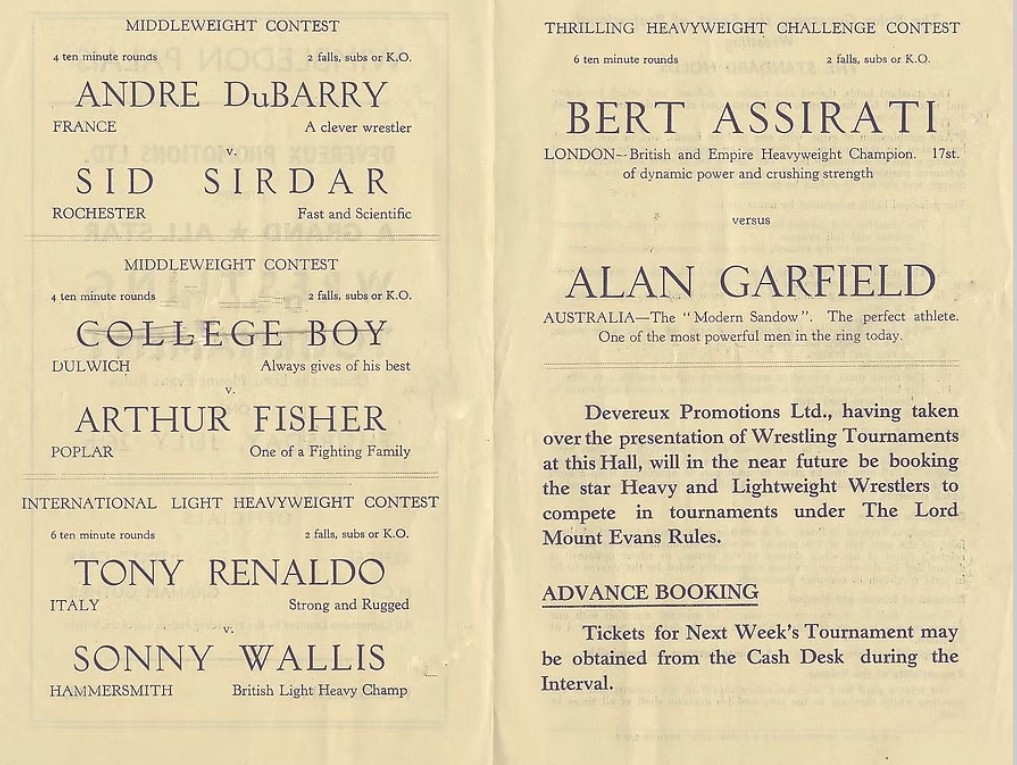 MIDDLEWEIGHT CONTEST
4 ten minute rounds 2 falls, subs or K.O.
ANDRE DuBARRY
FRANCE A clever wrestler
v.
SID SIRDAR
ROCHESTER Fast and Scientific
MIDDLEWEIGHT CONTEST
4 ten minute rounds 2 falls, subs or K.O.
COLLEGE BOY
DULWICH Always gives of his best
v.
ARTHUR FISHER
POPLAR One of a Fighting Family
INTERNATIONAL LIGHT HEAVYWEIGHT CONTEST
6 ten minute rounds 2 falls, subs or K.O.
TONY RENALDO
ITALY Strong and Rugged
v.
SONNY WALLIS
HAMMERSMITH British Light Heavy Champ
THRILLING HEAVYWEIGHT CHALLENGE CONTEST
6 ten minute rounds 2 falls, subs or K.O.
BERT ASSIRATI
LONDON--British and Empire Heavyweight Champion. 17st.
of dynamic power and crushing strength
versus
ALAN GARFIELD
AUSTRALIA—The "Modern Sandow". The perfect athlete.
One of the most powerful men in the ring today.
Devereux Promotions Ltd., having taken
over the presentation of Wrestling Tournaments
at this Hall, will in the near future be booking
the star Heavy and Lightweight Wrestlers to
compete in tournaments under The Lord
Mount Evans Rules.
ADVANCE BOOKING
Tickets for Next Week's Tournament may
be obtained from the Cash Desk during the
Interval.